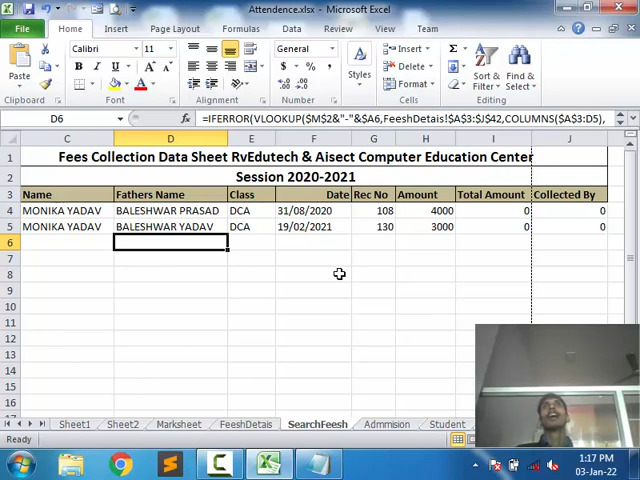 Attendence.xlsx - Microsoft Excel
File Home Insert Page Layout Formulas Data Review View
Calibri 11 General Insert Σ
Paste B I U $ % , Styles Delete Sort & Filter Find & Select
Format
Clipboard Font Alignment Number Cells Editing
D6 fx =IFERROR(VLOOKUP($M$2&"-"&$A6,FeeshDetais!$A$3:$J$42,COLUMNS($A$3:D5),
C D E F G H I J
1 Fees Collection Data Sheet RvEdutech & Aisect Computer Education Center
2 Session 2020-2021
3 Name Fathers Name Class Date Rec No Amount Total Amount Collected By
4 MONIKA YADAV BALESHWAR PRASAD DCA 31/08/2020 108 4000 0 0
5 MONIKA YADAV BALESHWAR YADAV DCA 19/02/2021 130 3000 0 0
6
7
8
9
10
11
12
13
14
15
16
Sheet1 Sheet2 Marksheet FeeshDetais SearchFeesh Admmision Student
Ready
1:17 PM
03-Jan-22